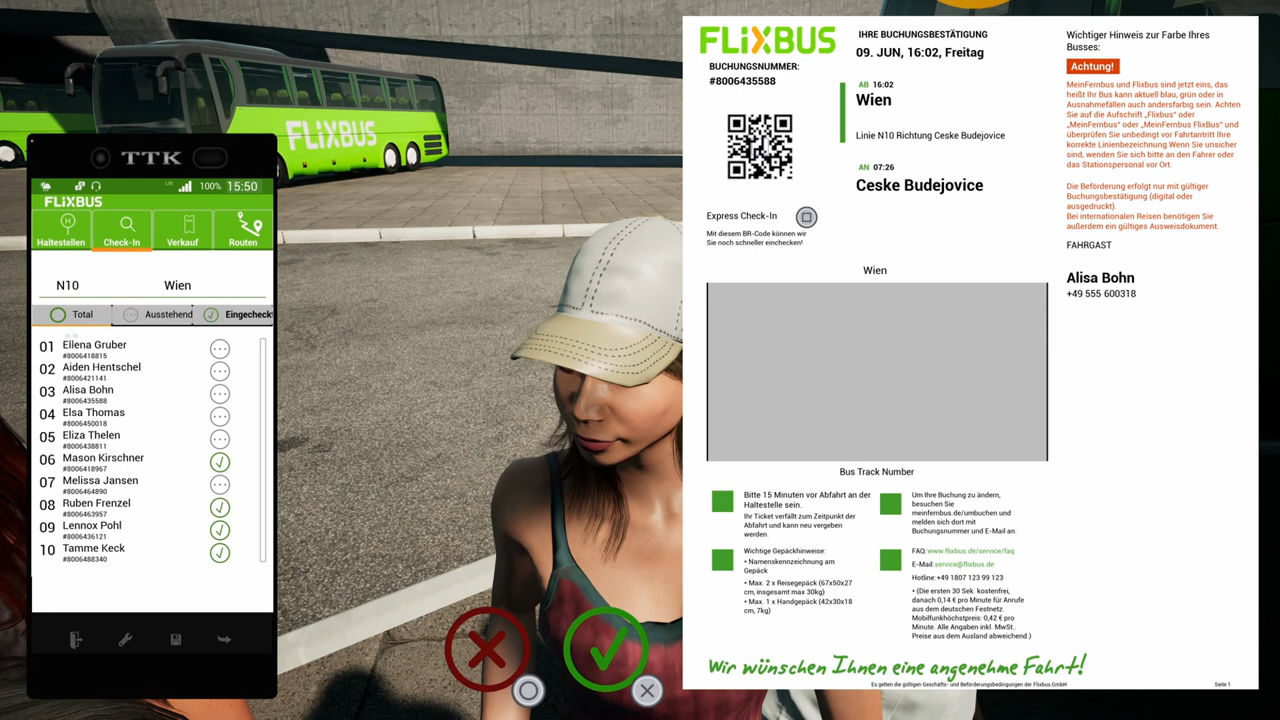 FLiXBUS
TTK
LTE 100% 15:50
FLiXBUS
H
Haltestellen Check-In Verkauf Routen
N10 Wien
Total Ausstehend Eingecheckt
01 Ellena Gruber
#8006418815
02 Aiden Hentschel
#8006421141
03 Alisa Bohn
#8006435588
04 Elsa Thomas
#8006450018
05 Eliza Thelen
#8006438811
06 Mason Kirschner
#8006418967
07 Melissa Jansen
#8006464890
08 Ruben Frenzel
#8006463957
09 Lennox Pohl
#8006436121
10 Tamme Keck
#8006488340
FLiXBUS
BUCHUNGSNUMMER:
#8006435588
IHRE BUCHUNGSBESTÄTIGUNG
09. JUN, 16:02, Freitag
AB 16:02
Wien
Linie N10 Richtung Ceske Budejovice
AN 07:26
Ceske Budejovice
Express Check-In
Mit diesem BR-Code können wir
Sie noch schneller einchecken!
Wien
Bus Track Number
Bitte 15 Minuten vor Abfahrt an der
Haltestelle sein.
Ihr Ticket verfällt zum Zeitpunkt der
Abfahrt und kann neu vergeben
werden.
Wichtige Gepäckhinweise:
• Namenskennzeichnung am
Gepäck
• Max. 2 x Reisegepäck (67x50x27
cm, insgesamt max 30kg)
• Max. 1 x Handgepäck (42x30x18
cm, 7kg)
Um Ihre Buchung zu ändern,
besuchen Sie
meinfernbus.de/umbuchen und
melden sich dort mit
Buchungsnummer und E-Mail an.
FAQ: www.flixbus.de/service/faq
E-Mail: service@flixbus.de
Hotline: +49 1807 123 99 123
• (Die ersten 30 Sek. kostenfrei,
danach 0,14 € pro Minute für Anrufe
aus dem deutschen Festnetz.
Mobilfunkhöchstpreis: 0,42 € pro
Minute. Alle Angaben inkl. MwSt..
Preise aus dem Ausland abweichend.)
Wir wünschen Ihnen eine angenehme Fahrt!
Es gelten die gültigen Geschäfts- und Beförderungsbedingungen der Flixbus GmbH
Seite 1
Wichtiger Hinweis zur Farbe Ihres
Busses:
Achtung!
MeinFernbus und Flixbus sind jetzt eins, das
heißt Ihr Bus kann aktuell blau, grün oder in
Ausnahmefällen auch andersfarbig sein. Achten
Sie auf die Aufschrift „Flixbus" oder
„MeinFernbus" oder „MeinFernbus FlixBus" und
überprüfen Sie unbedingt vor Fahrtantritt Ihre
korrekte Linienbezeichnung.Wenn Sie unsicher
sind, wenden Sie sich bitte an den Fahrer oder
das Stationspersonal vor Ort.
Die Beförderung erfolgt nur mit gültiger
Buchungsbestätigung (digital oder
ausgedruckt).
Bei internationalen Reisen benötigen Sie
außerdem ein gültiges Ausweisdokument.
FAHRGAST
Alisa Bohn
+49 555 600318